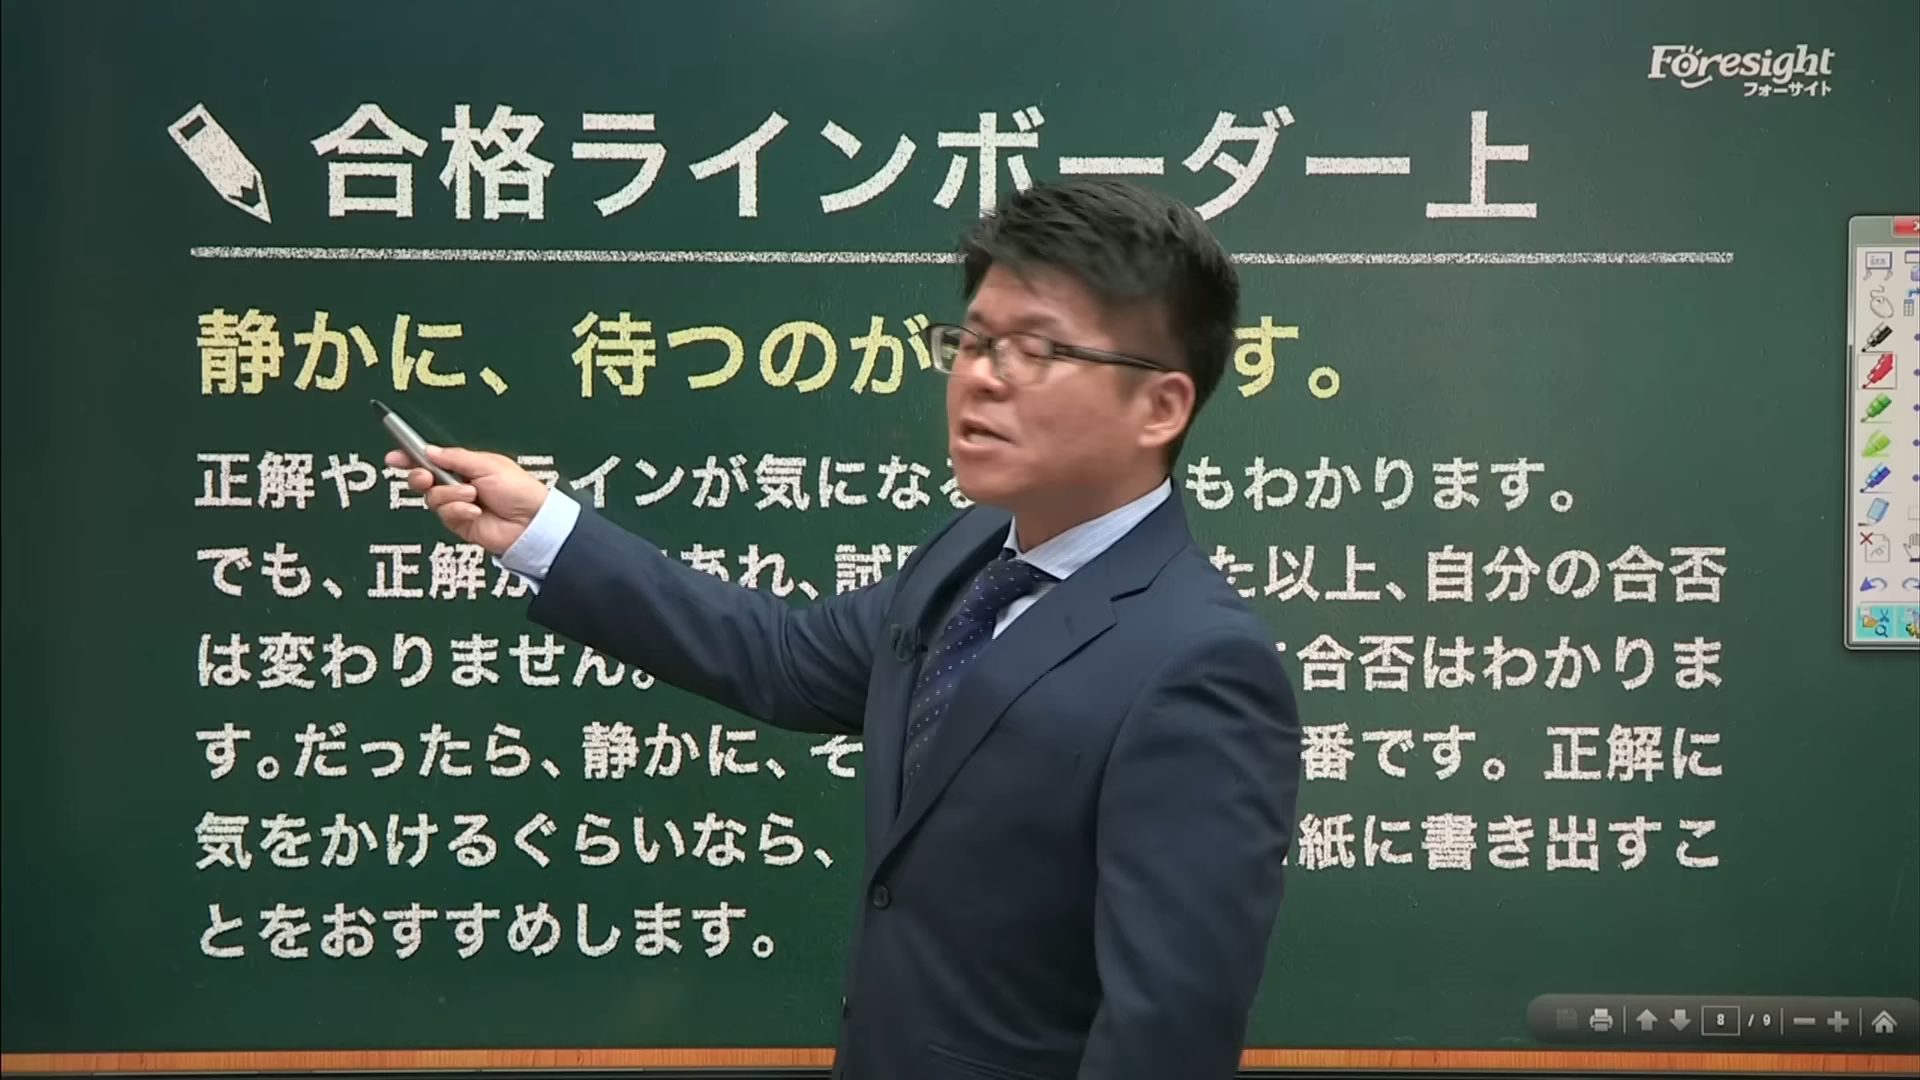 Foresight
フォーサイト
合格ラインボーダー上
静かに、待つのが す。
正解や ラインが気になる もわかります。
でも、正解が あれ、試 た以上、自分の合否
は変わりません。 合否はわかりま
す。だったら、静かに、そ 番です。正解に
気をかけるぐらいなら、 紙に書き出すこ
とをおすすめします。
8 / 9